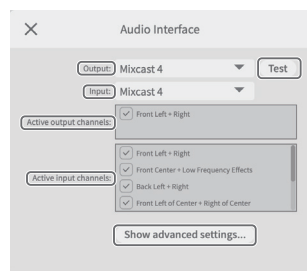 Audio Interface
Output: Mixcast 4 Test
Input: Mixcast 4
Active output channels: Front Left + Right
Active input channels:
Front Left + Right
Front Center + Low Frequency Effects
Back Left + Right
Front Left of Center + Right of Center
Show advanced settings...